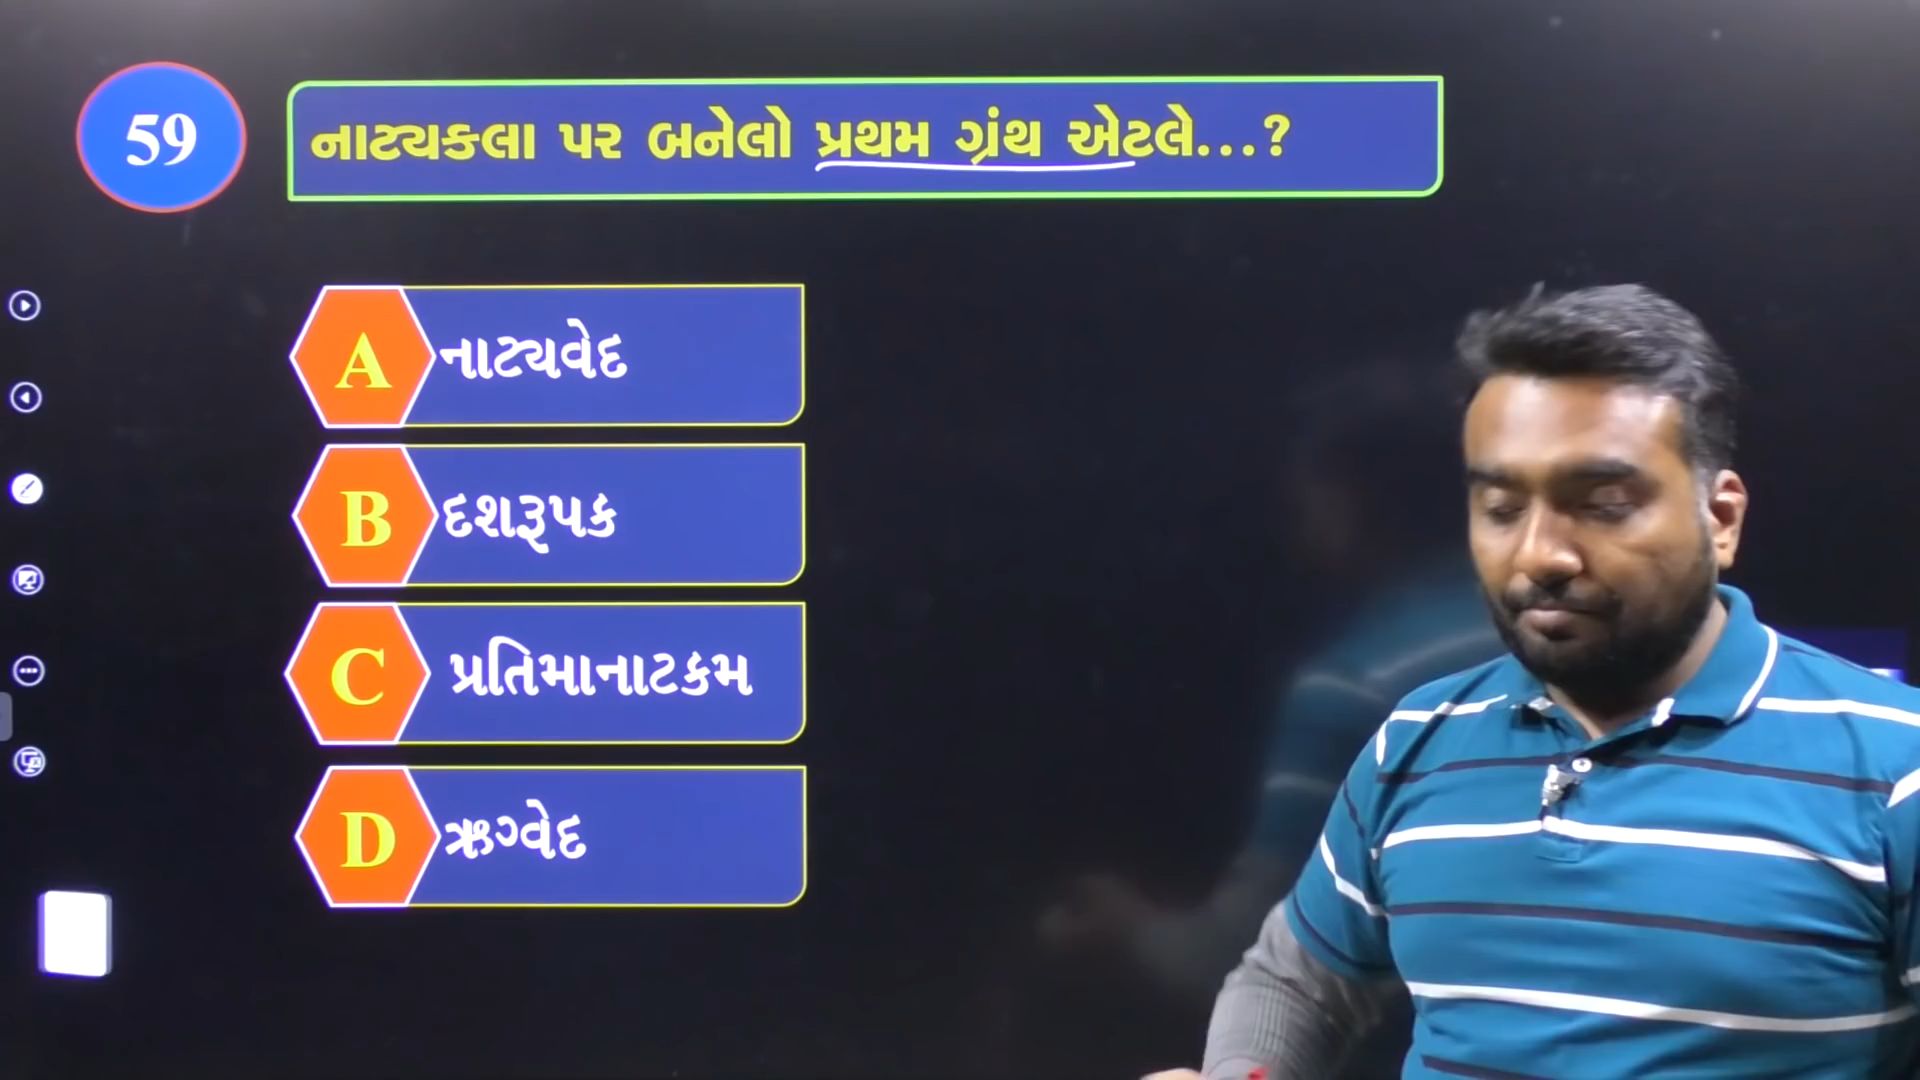 59
નાટ્યકલા પર બનેલો પ્રથમ ગ્રંથ એટલે...?
A નાટ્યવેદ
B દશરૂપક
C પ્રતિમાનાટકમ
D ઋગ્વેદ